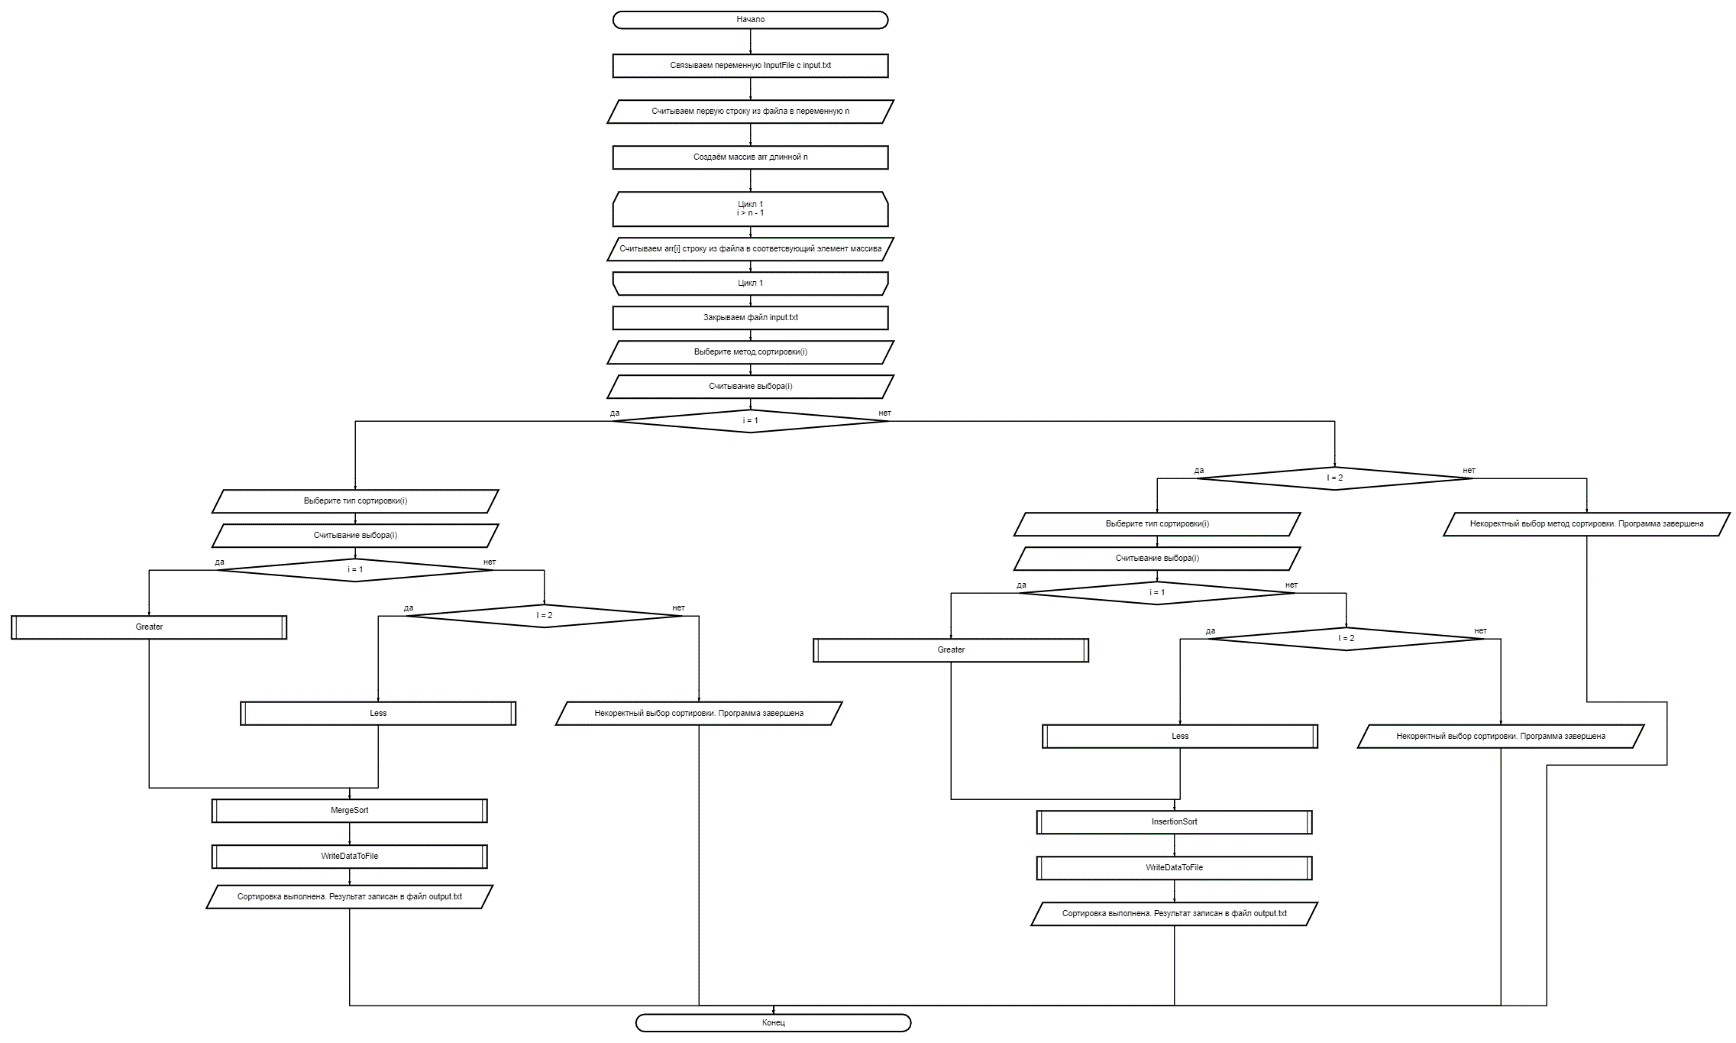 Начало
Связываем переменную InputFile с input.txt
Считываем первую строку из файла в переменную n
Создаём массив arr длинной n
Цикл 1
i > n - 1
Считываем arr[i] строку из файла в соответсвующий элемент массива
Цикл 1
Закрываем файл input.txt
Выберите метод сортировки(i)
Считывание выбора(i)
да
i = 1
нет
да
I = 2
нет
Выберите тип сортировки(i)
Считывание выбора(i)
да
i = 1
нет
Greater
да
I = 2
нет
Less
Некоректный выбор сортировки. Программа завершена
MergeSort
WriteDataToFile
Сортировка выполнена. Результат записан в файл output.txt
Выберите тип сортировки(i)
Некоректный выбор метод сортировки. Программа завершена
Считывание выбора(i)
да
i = 1
нет
Greater
да
I = 2
нет
Less
Некоректный выбор сортировки. Программа завершена
InsertionSort
WriteDataToFile
Сортировка выполнена. Результат записан в файл output.txt
Конец